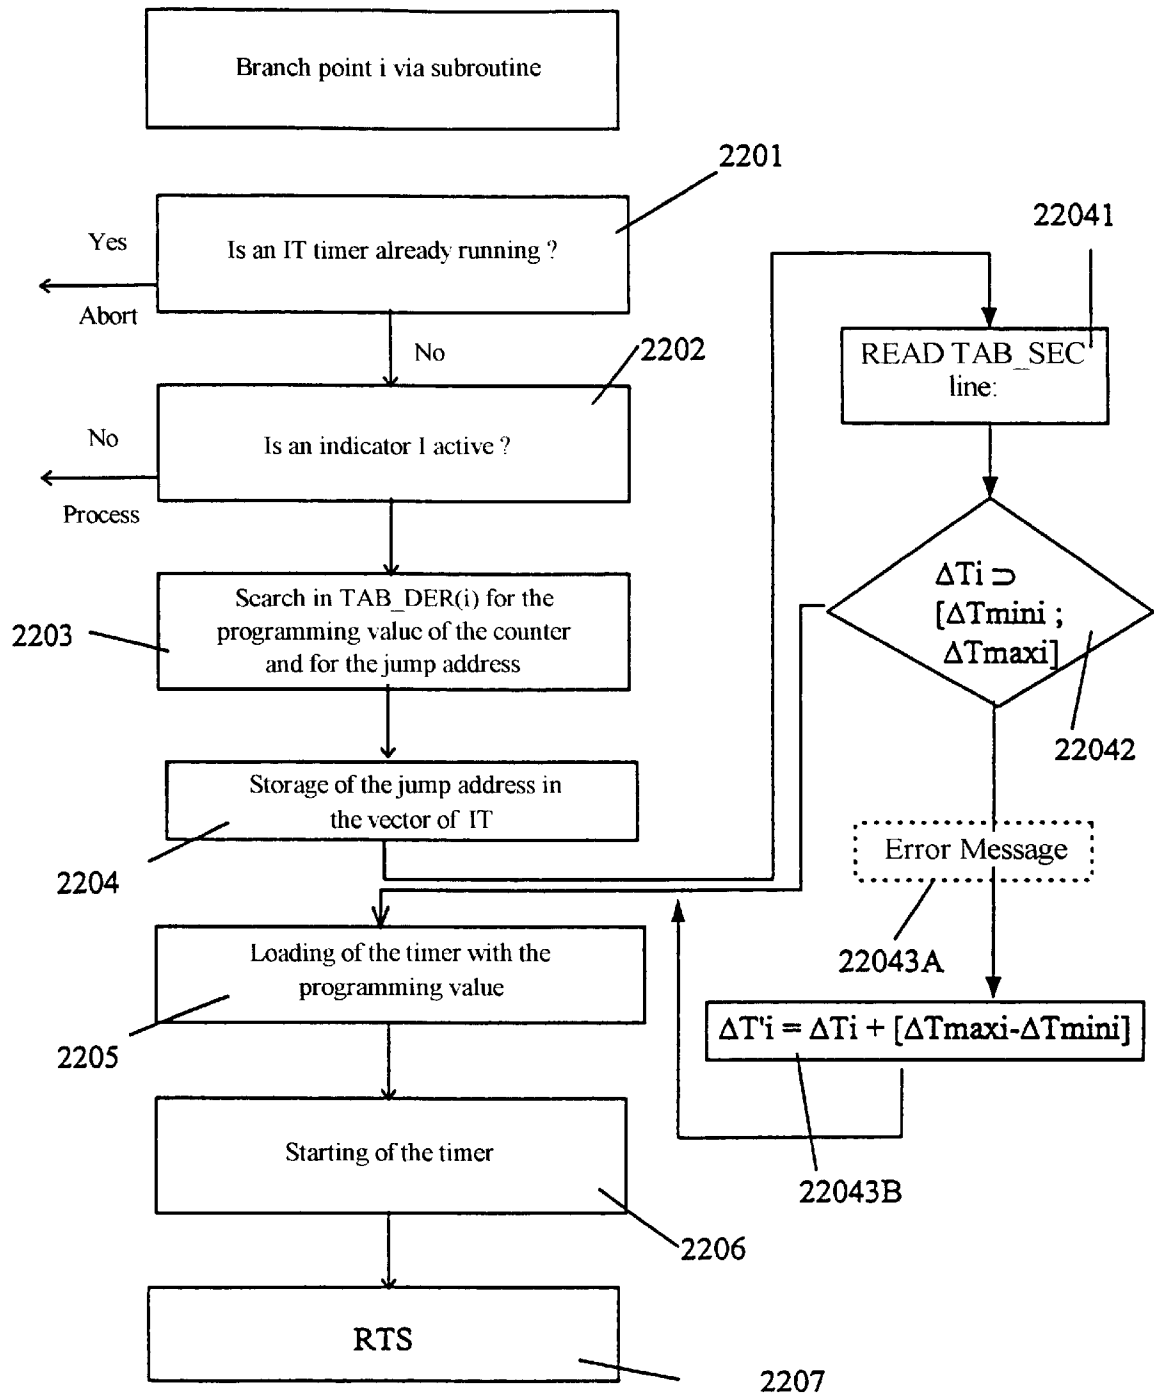 Branch point i via subroutine
2201
Yes
Is an IT timer already running ?
Abort
No
2202
No
Is an indicator I active ?
Process
2203
Search in TAB_DER(i) for the
programming value of the counter
and for the jump address
Storage of the jump address in
the vector of IT
2204
Loading of the timer with the
programming value
2205
Starting of the timer
2206
RTS
2207
22041
READ TAB_SEC
line:
ΔTi ⊃
[ΔTmini ;
ΔTmaxi]
22042
Error Message
22043A
ΔT'i = ΔTi + [ΔTmaxi-ΔTmini]
22043B